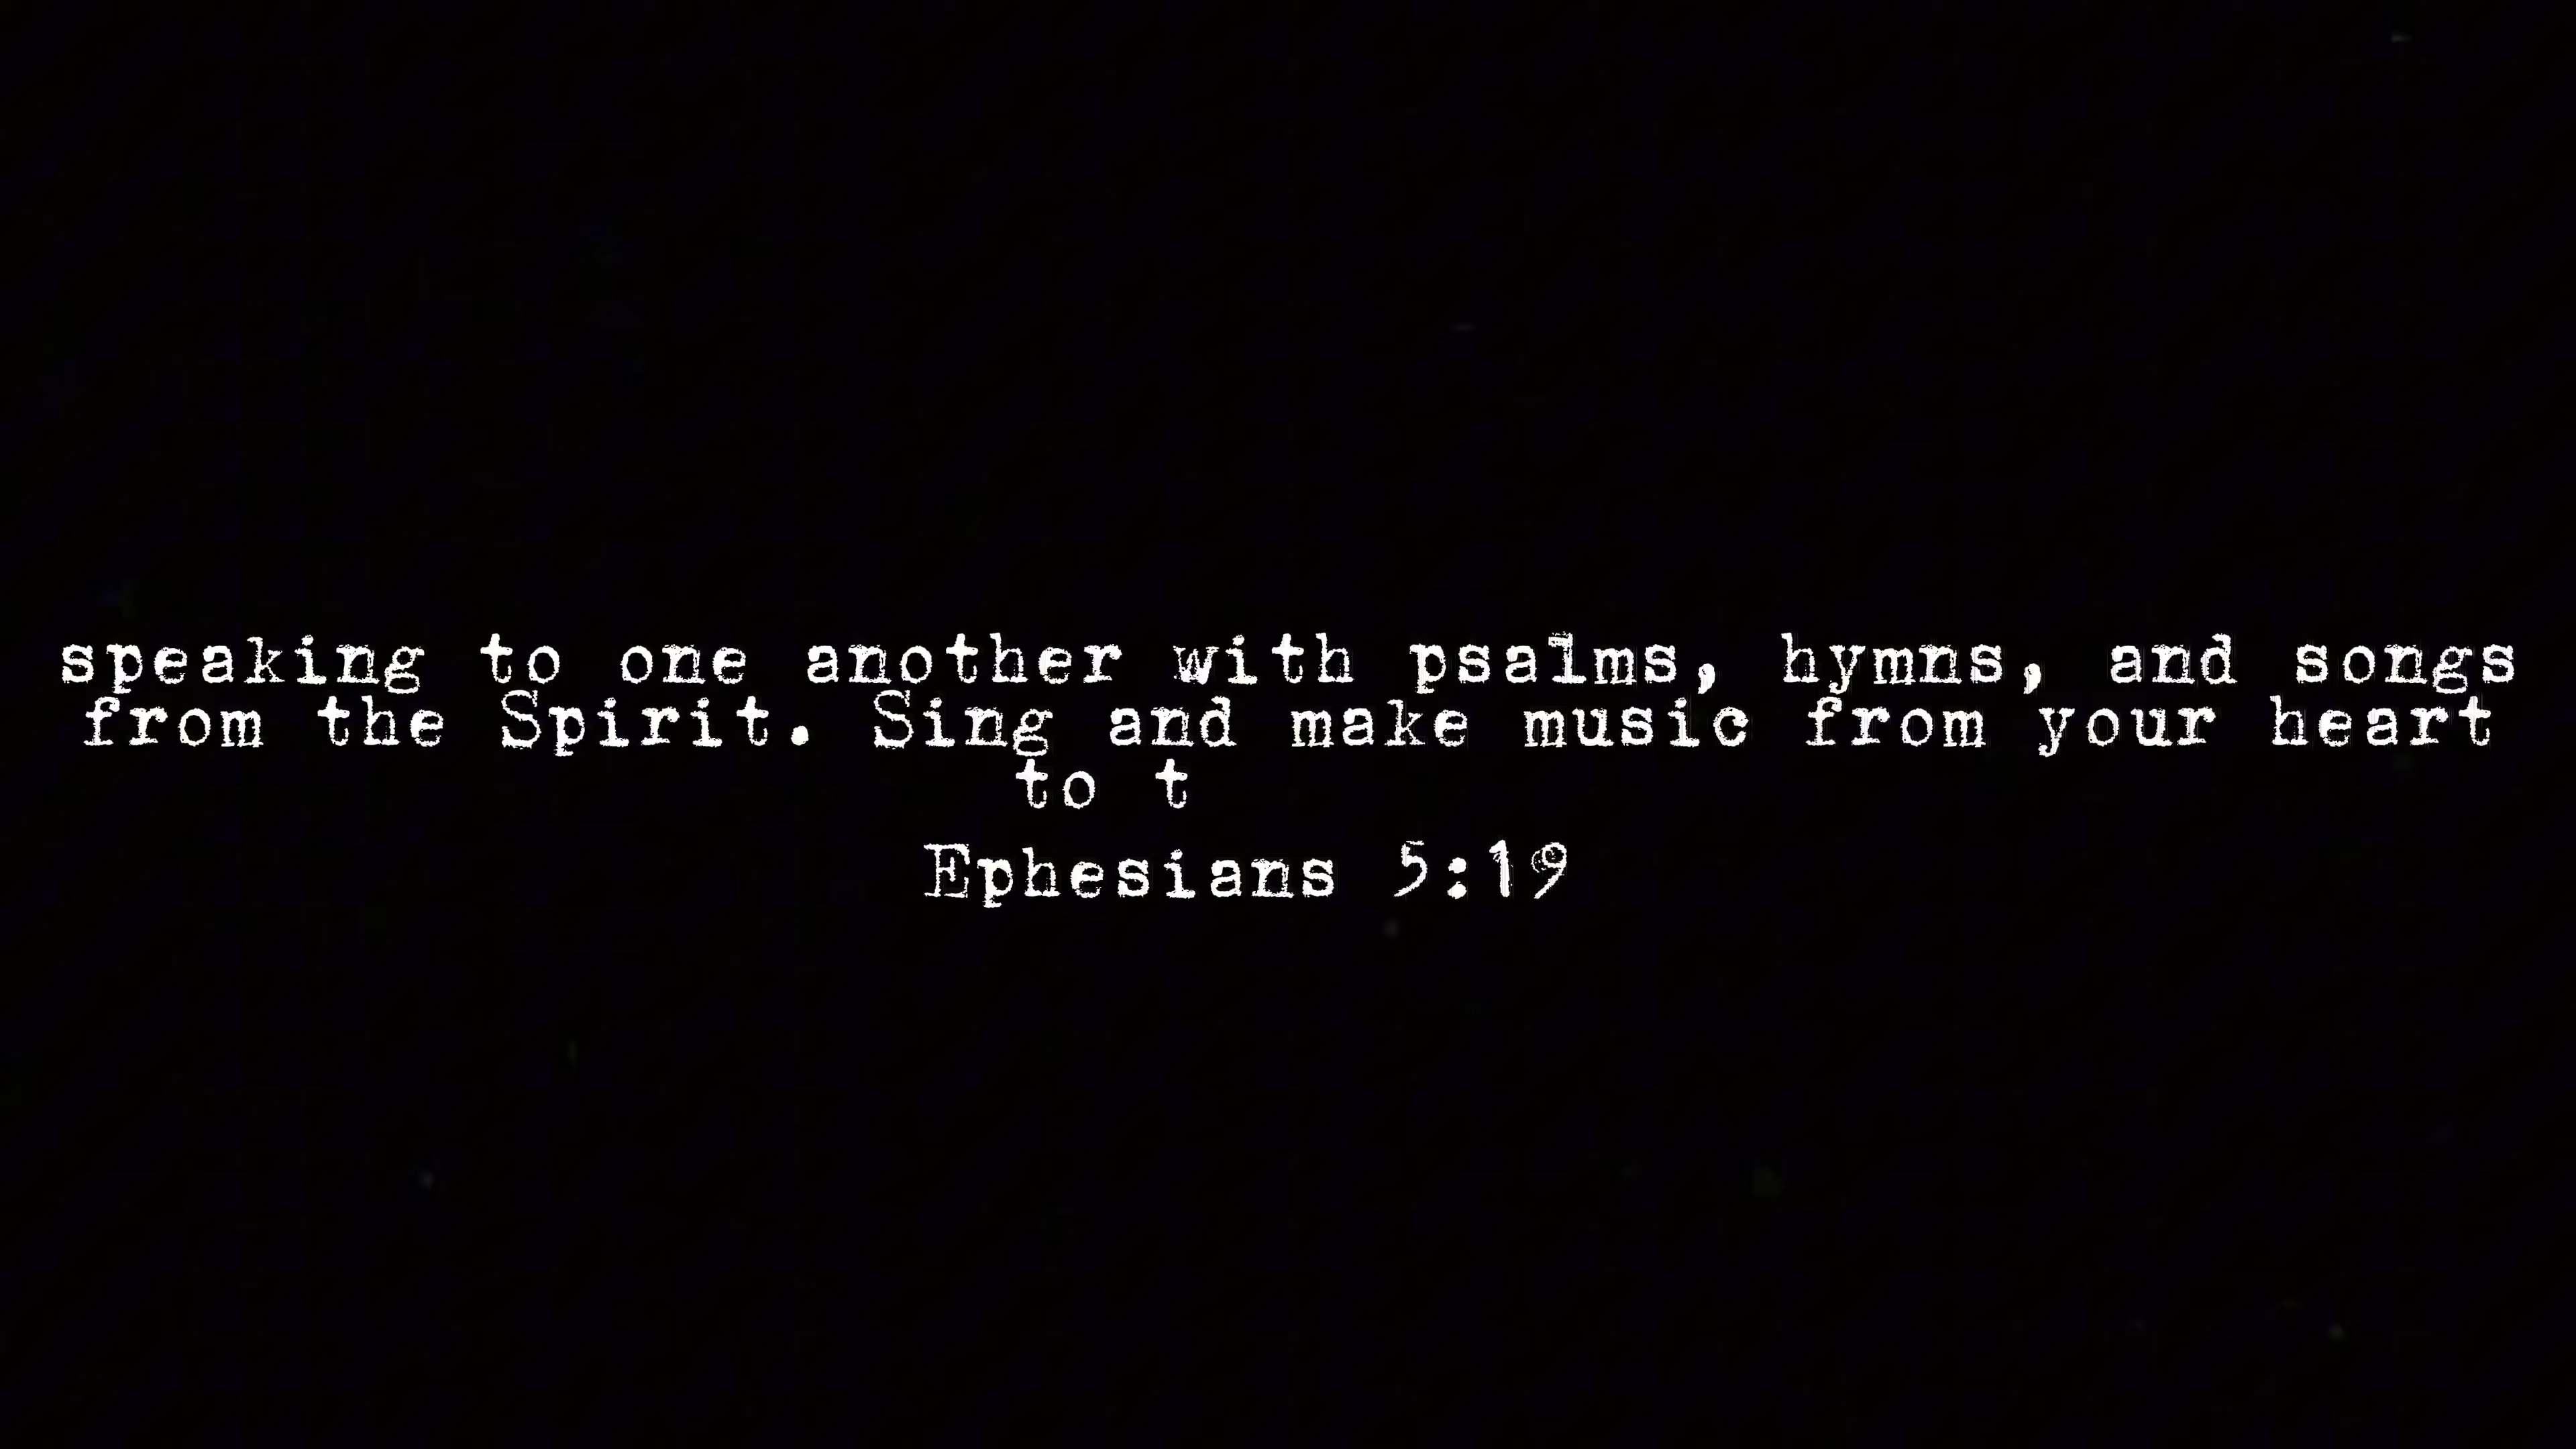 speaking to one another with psalms, hymns, and songs
from the Spirit. Sing and make music from your heart
to t
Ephesians 5:19